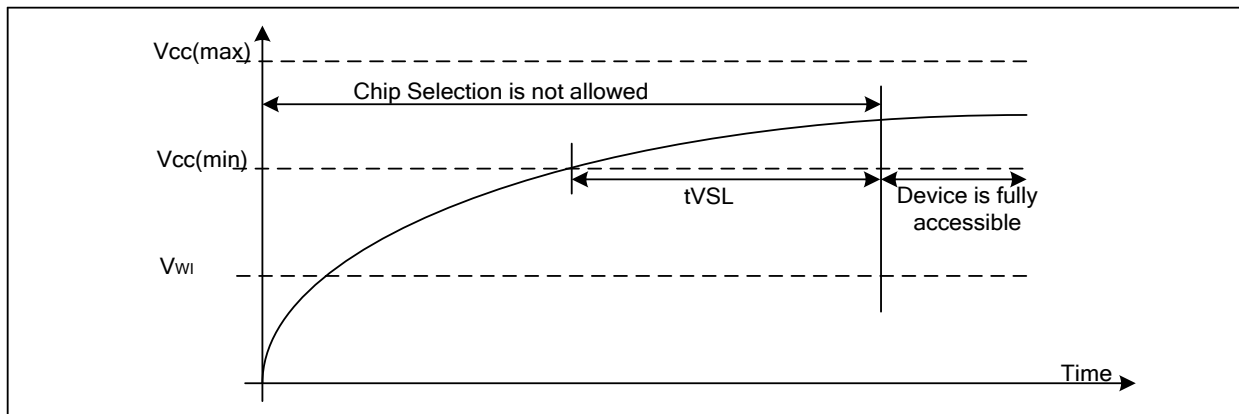 Vcc(max)
Chip Selection is not allowed
Vcc(min)
tVSL
Device is fully
accessible
VWI
Time